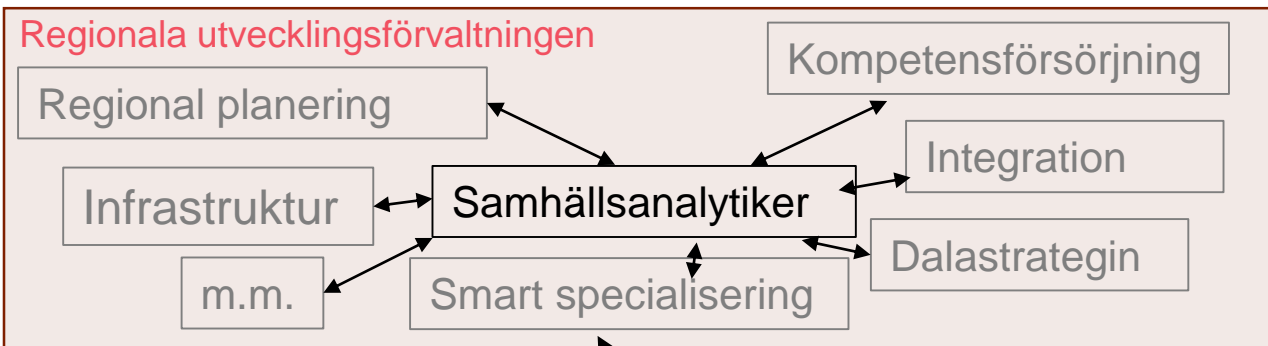 Regionala utvecklingsförvaltningen
Kompetensförsörjning
Regional planering
Integration
Samhällsanalytiker
Infrastruktur
Dalastrategin
m.m.
Smart specialisering